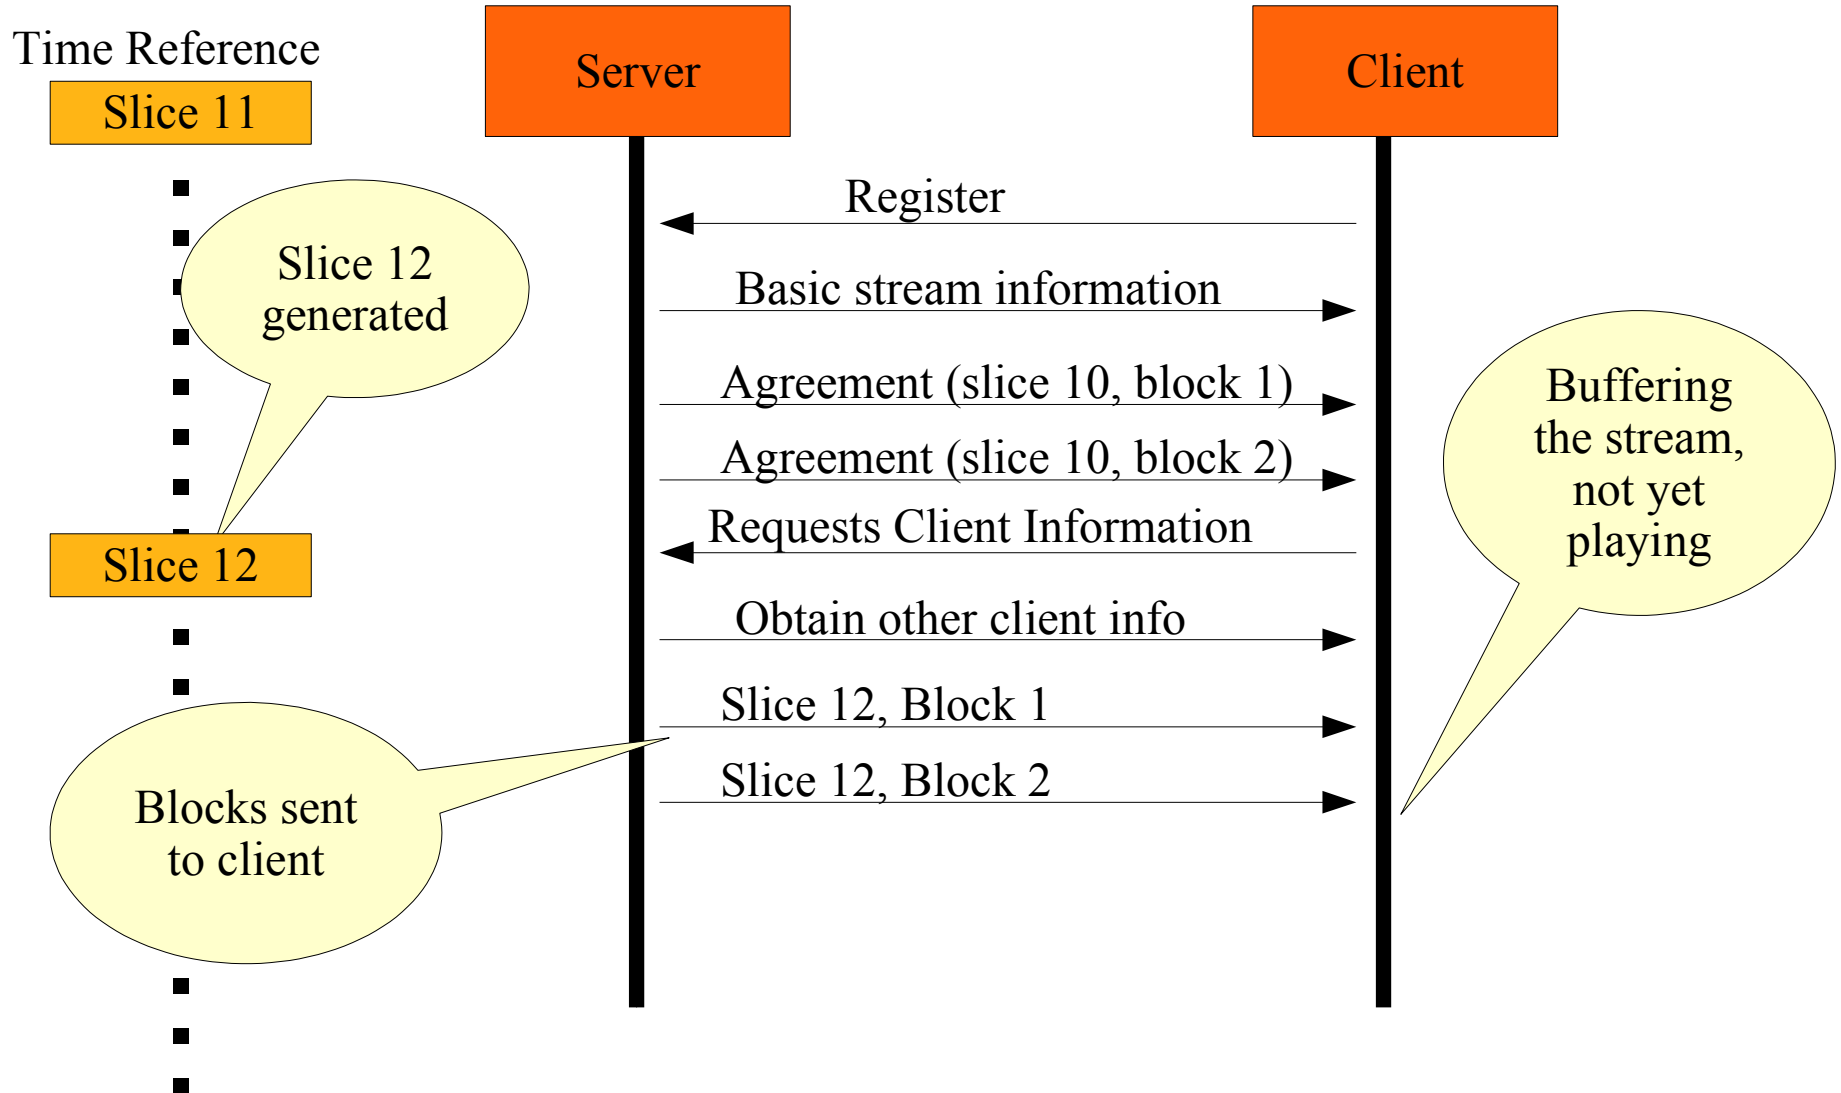 Time Reference
Slice 11
Server
Client
Register
Slice 12
generated
Basic stream information
Agreement (slice 10, block 1)
Agreement (slice 10, block 2)
Buffering
the stream,
not yet
playing
Requests Client Information
Slice 12
Obtain other client info
Slice 12, Block 1
Slice 12, Block 2
Blocks sent
to client